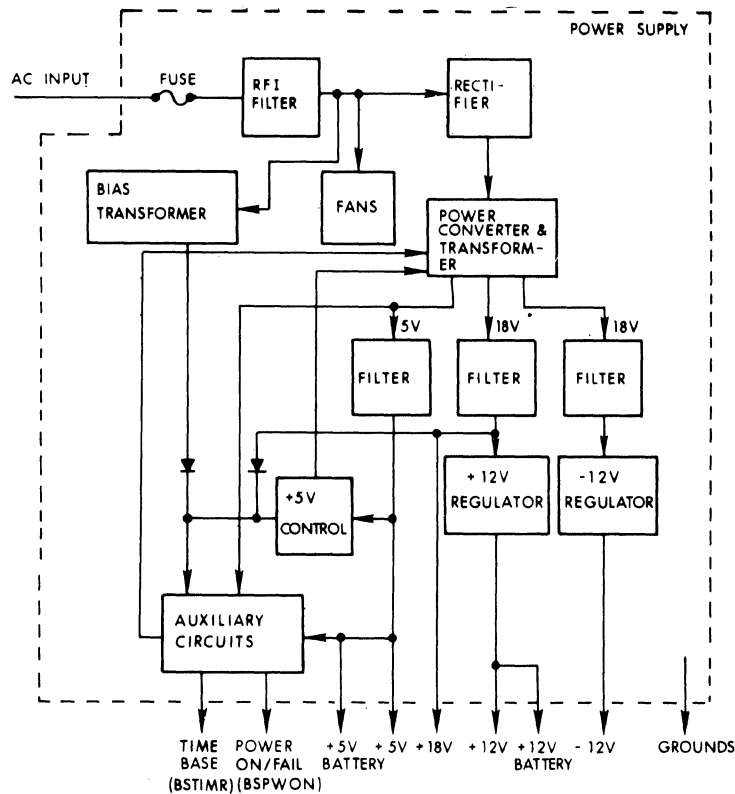 POWER SUPPLY
AC INPUT
FUSE
RFI
FILTER
RECTI-
FIER
BIAS
TRANSFORMER
FANS
POWER
CONVERTER &
TRANSFORM-
ER
5V
18V
18V
FILTER
FILTER
FILTER
+5V
CONTROL
+12V
REGULATOR
-12V
REGULATOR
AUXILIARY
CIRCUITS
TIME
BASE
(BSTIMR)
POWER
ON/FAIL
(BSPWON)
+5V
BATTERY
+5V
+18V
+12V
+12V
BATTERY
- 12V
GROUNDS